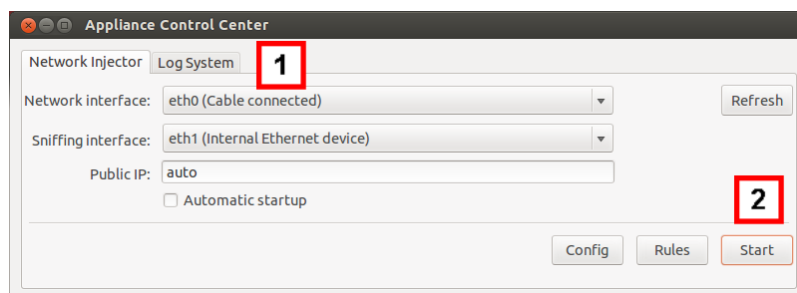 Appliance Control Center
Network Injector Log System
1
Network interface: eth0 (Cable connected) Refresh
Sniffing interface: eth1 (Internal Ethernet device)
Public IP: auto
Automatic startup
2
Config Rules Start